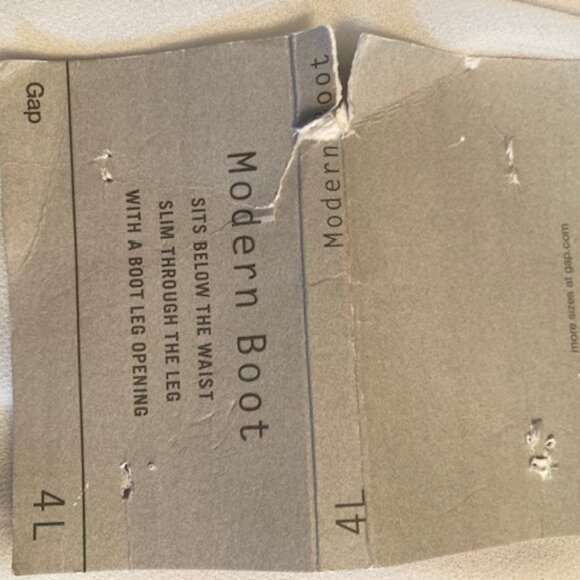 Modern Boot
SITS BELOW THE WAIST
SLIM THROUGH THE LEG
WITH A BOOT LEG OPENING
Gap
4L
Modern oot
4L
more sizes at gap.com